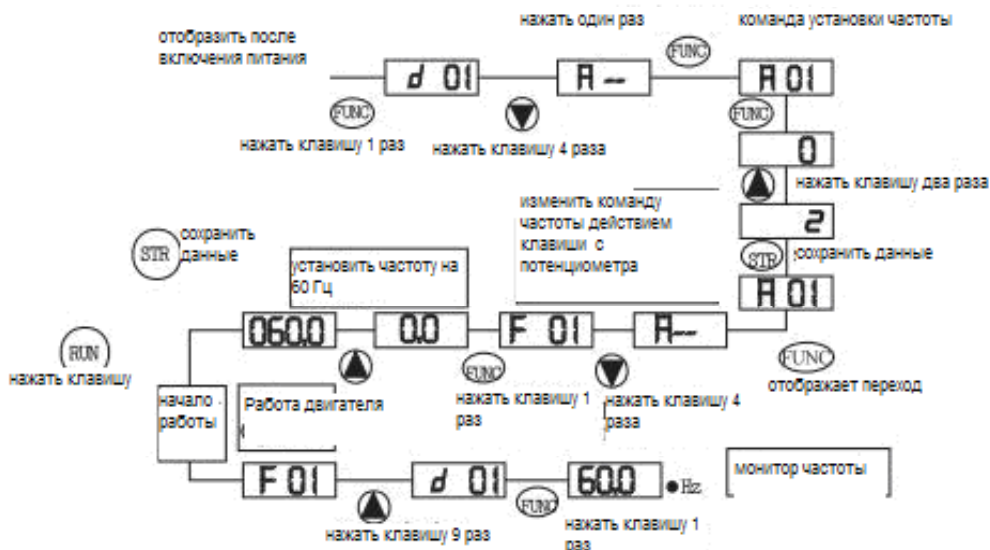 нажать один раз
команда установки частоты
отобразить после
включения питания
FUNC
d 01
A --
A 01
FUNC
FUNC
нажать клавишу 1 раз
нажать клавишу 4 раза
0
нажать клавишу два раза
изменить команду
частоты действием
клавиши с
потенциометра
2
STR
сохранить
данные
установить частоту на
60 Гц
STR
сохранить данные
A 01
060.0
0.0
F 01
A--
RUN
нажать клавишу
FUNC
FUNC
отображает переход
нажать клавишу 1
раз
нажать клавишу 4
раза
начало
работы
Работа двигателя
монитор частоты
F 01
d 01
60.0
Hz
FUNC
нажать клавишу 9 раз
нажать клавишу 1
раз